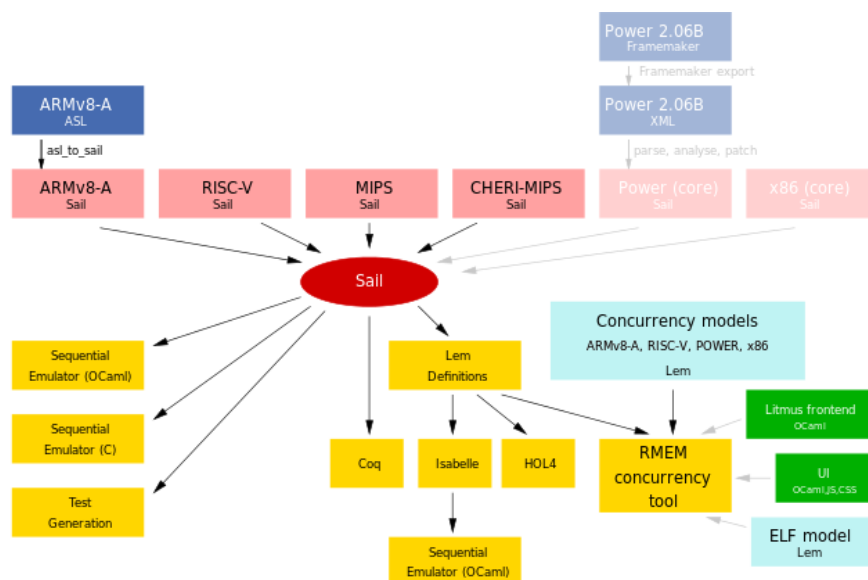 Power 2.06B
Framemaker
Framemaker export
ARMv8-A
ASL
Power 2.06B
XML
asl_to_sail
parse, analyse, patch
ARMv8-A
Sail
RISC-V
Sail
MIPS
Sail
CHERI-MIPS
Sail
Power (core)
Sail
x86 (core)
Sail
Sail
Concurrency models
ARMv8-A, RISC-V, POWER, x86
Lem
Sequential
Emulator (OCaml)
Lem
Definitions
Litmus frontend
OCaml
Sequential
Emulator (C)
Coq
Isabelle
HOL4
RMEM
concurrency
tool
UI
OCaml,JS,CSS
Test
Generation
ELF model
Lem
Sequential
Emulator (OCaml)